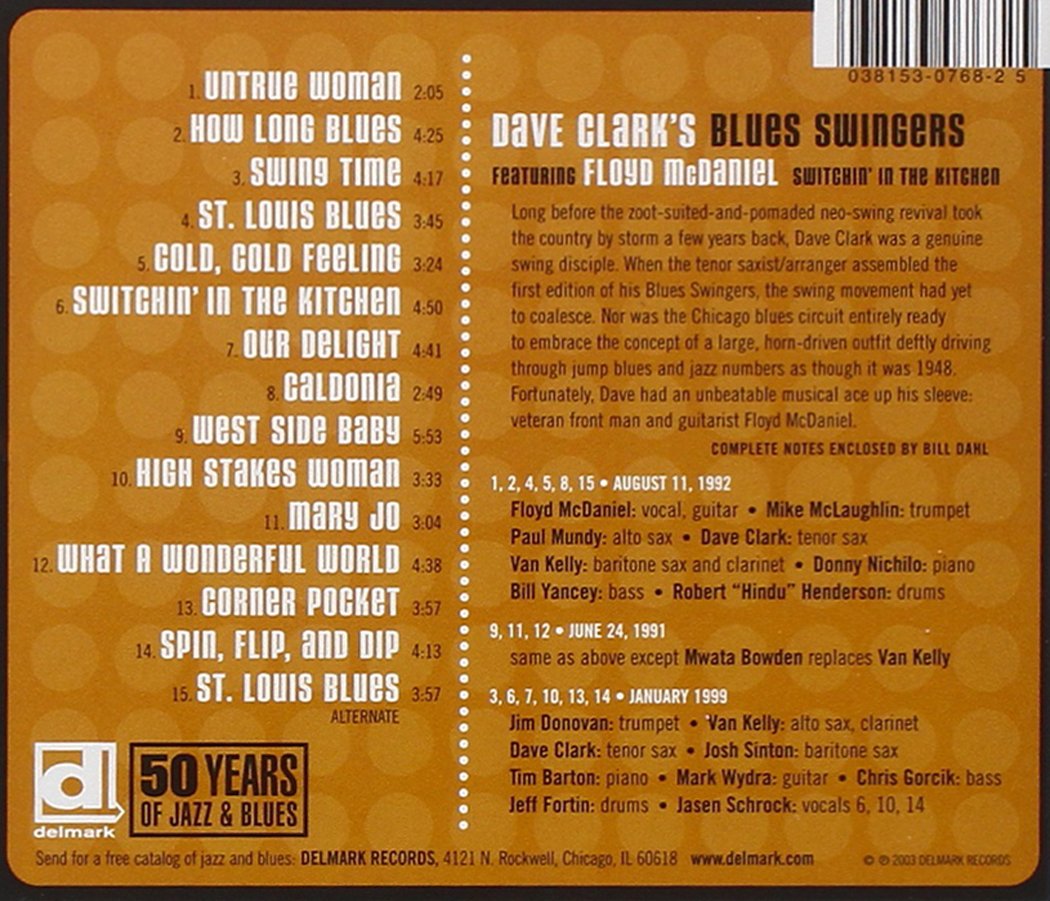 038153-0768-2 5
1. UNTRUE WOMAN 2:05
2. HOW LONG BLUES 4:25
3. SWING TIME 4:17
4. ST. LOUIS BLUES 3:45
5. COLD, COLD FEELING 3:24
6. SWITCHIN' IN THE KITCHEN 4:50
7. OUR DELIGHT 4:41
8. CALDONIA 2:49
9. WEST SIDE BABY 5:53
10. HIGH STAKES WOMAN 3:33
11. MARY JO 3:04
12. WHAT A WONDERFUL WORLD 4:38
13. CORNER POCKET 3:57
14. SPIN, FLIP, AND DIP 4:13
15. ST. LOUIS BLUES 3:57
ALTERNATE
DAVE CLARK'S BLUES SWINGERS
FEATURING FLOYD McDANIEL SWITCHIN' IN THE KITCHEN
Long before the zoot-suited-and-pomaded neo-swing revival took
the country by storm a few years back, Dave Clark was a genuine
swing disciple. When the tenor saxist/arranger assembled the
first edition of his Blues Swingers, the swing movement had yet
to coalesce. Nor was the Chicago blues circuit entirely ready
to embrace the concept of a large, horn-driven outfit deftly driving
through jump blues and jazz numbers as though it was 1948.
Fortunately, Dave had an unbeatable musical ace up his sleeve:
veteran front man and guitarist Floyd McDaniel.
COMPLETE NOTES ENCLOSED BY BILL DAHL
1, 2, 4, 5, 8, 15 • AUGUST 11, 1992
Floyd McDaniel: vocal, guitar • Mike McLaughlin: trumpet
Paul Mundy: alto sax • Dave Clark: tenor sax
Van Kelly: baritone sax and clarinet • Donny Nichilo: piano
Bill Yancey: bass • Robert "Hindu" Henderson: drums
9, 11, 12 • JUNE 24, 1991
same as above except Mwata Bowden replaces Van Kelly
3, 6, 7, 10, 13, 14 • JANUARY 1999
Jim Donovan: trumpet • Van Kelly: alto sax, clarinet
Dave Clark: tenor sax • Josh Sinton: baritone sax
Tim Barton: piano • Mark Wydra: guitar • Chris Gorcik: bass
Jeff Fortin: drums • Jasen Schrock: vocals 6, 10, 14
d
delmark
50 YEARS
OF JAZZ & BLUES
Send for a free catalog of jazz and blues: DELMARK RECORDS, 4121 N. Rockwell, Chicago, IL 60618 www.delmark.com
© ℗ 2003 DELMARK RECORDS